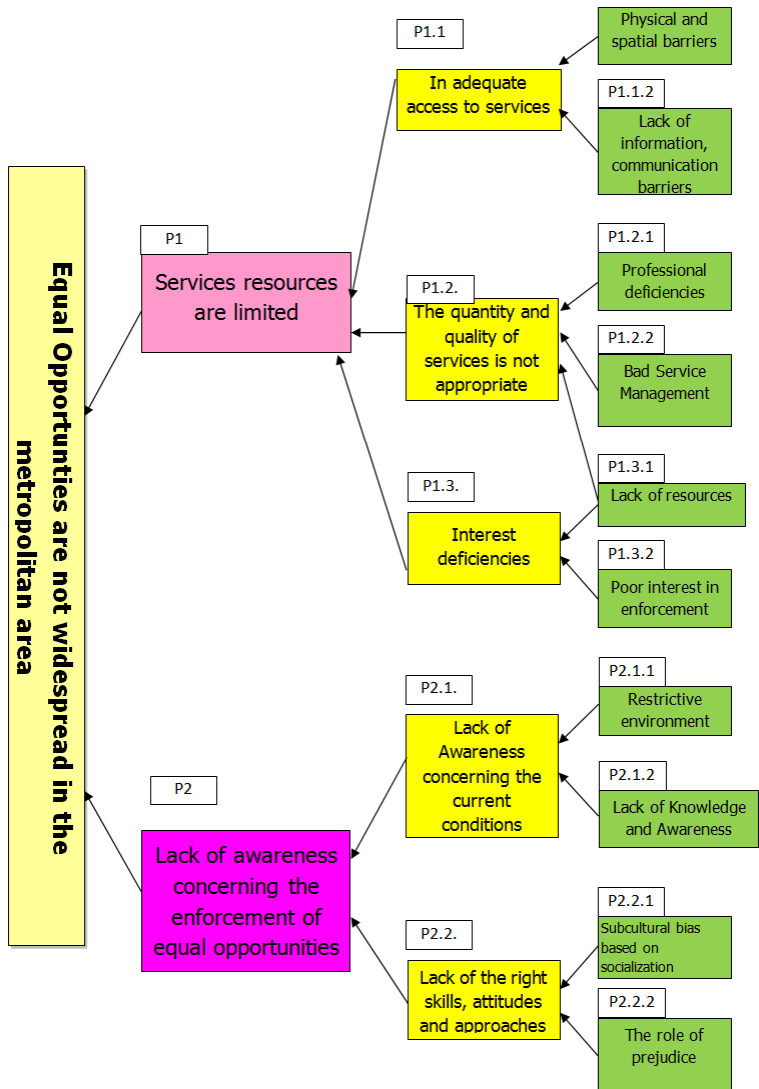 Equal Opportunties are not widespread in the
metropolitan area
P1
Services resources
are limited
P1.1
In adequate
access to services
Physical and
spatial barriers
P1.1.2
Lack of
information,
communication
barriers
P1.2.
The quantity and
quality of
services is not
appropriate
P1.2.1
Professional
deficiencies
P1.2.2
Bad Service
Management
P1.3.
Interest
deficiencies
P1.3.1
Lack of resources
P1.3.2
Poor interest in
enforcement
P2
Lack of awareness
concerning the
enforcement of
equal opportunities
P2.1.
Lack of
Awareness
concerning the
current
conditions
P2.1.1
Restrictive
environment
P2.1.2
Lack of Knowledge
and Awareness
P2.2.
Lack of the right
skills, attitudes
and approaches
P2.2.1
Subcultural bias
based on
socialization
P2.2.2
The role of
prejudice